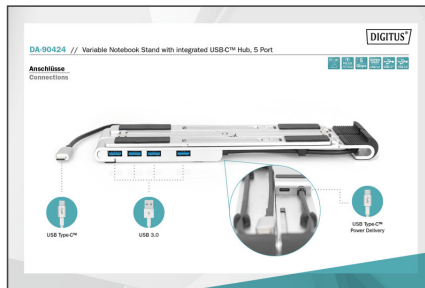 DIGITUS®
DA-90424 // Variable Notebook Stand with integrated USB-C™ Hub, 5 Port
Anschlüsse
Connections
USB Type-C™
USB 3.0
USB Type-C™
Power Delivery